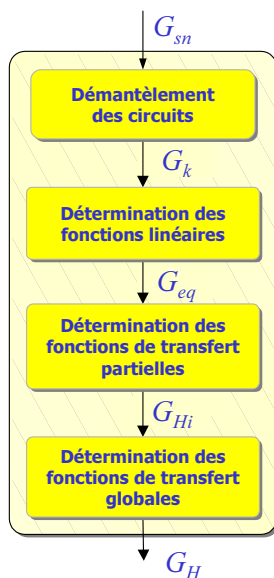 G_sn
Démantèlement
des circuits
G_k
Détermination des
fonctions linéaires
G_eq
Détermination des
fonctions de transfert
partielles
G_Hi
Détermination des
fonctions de transfert
globales
G_H